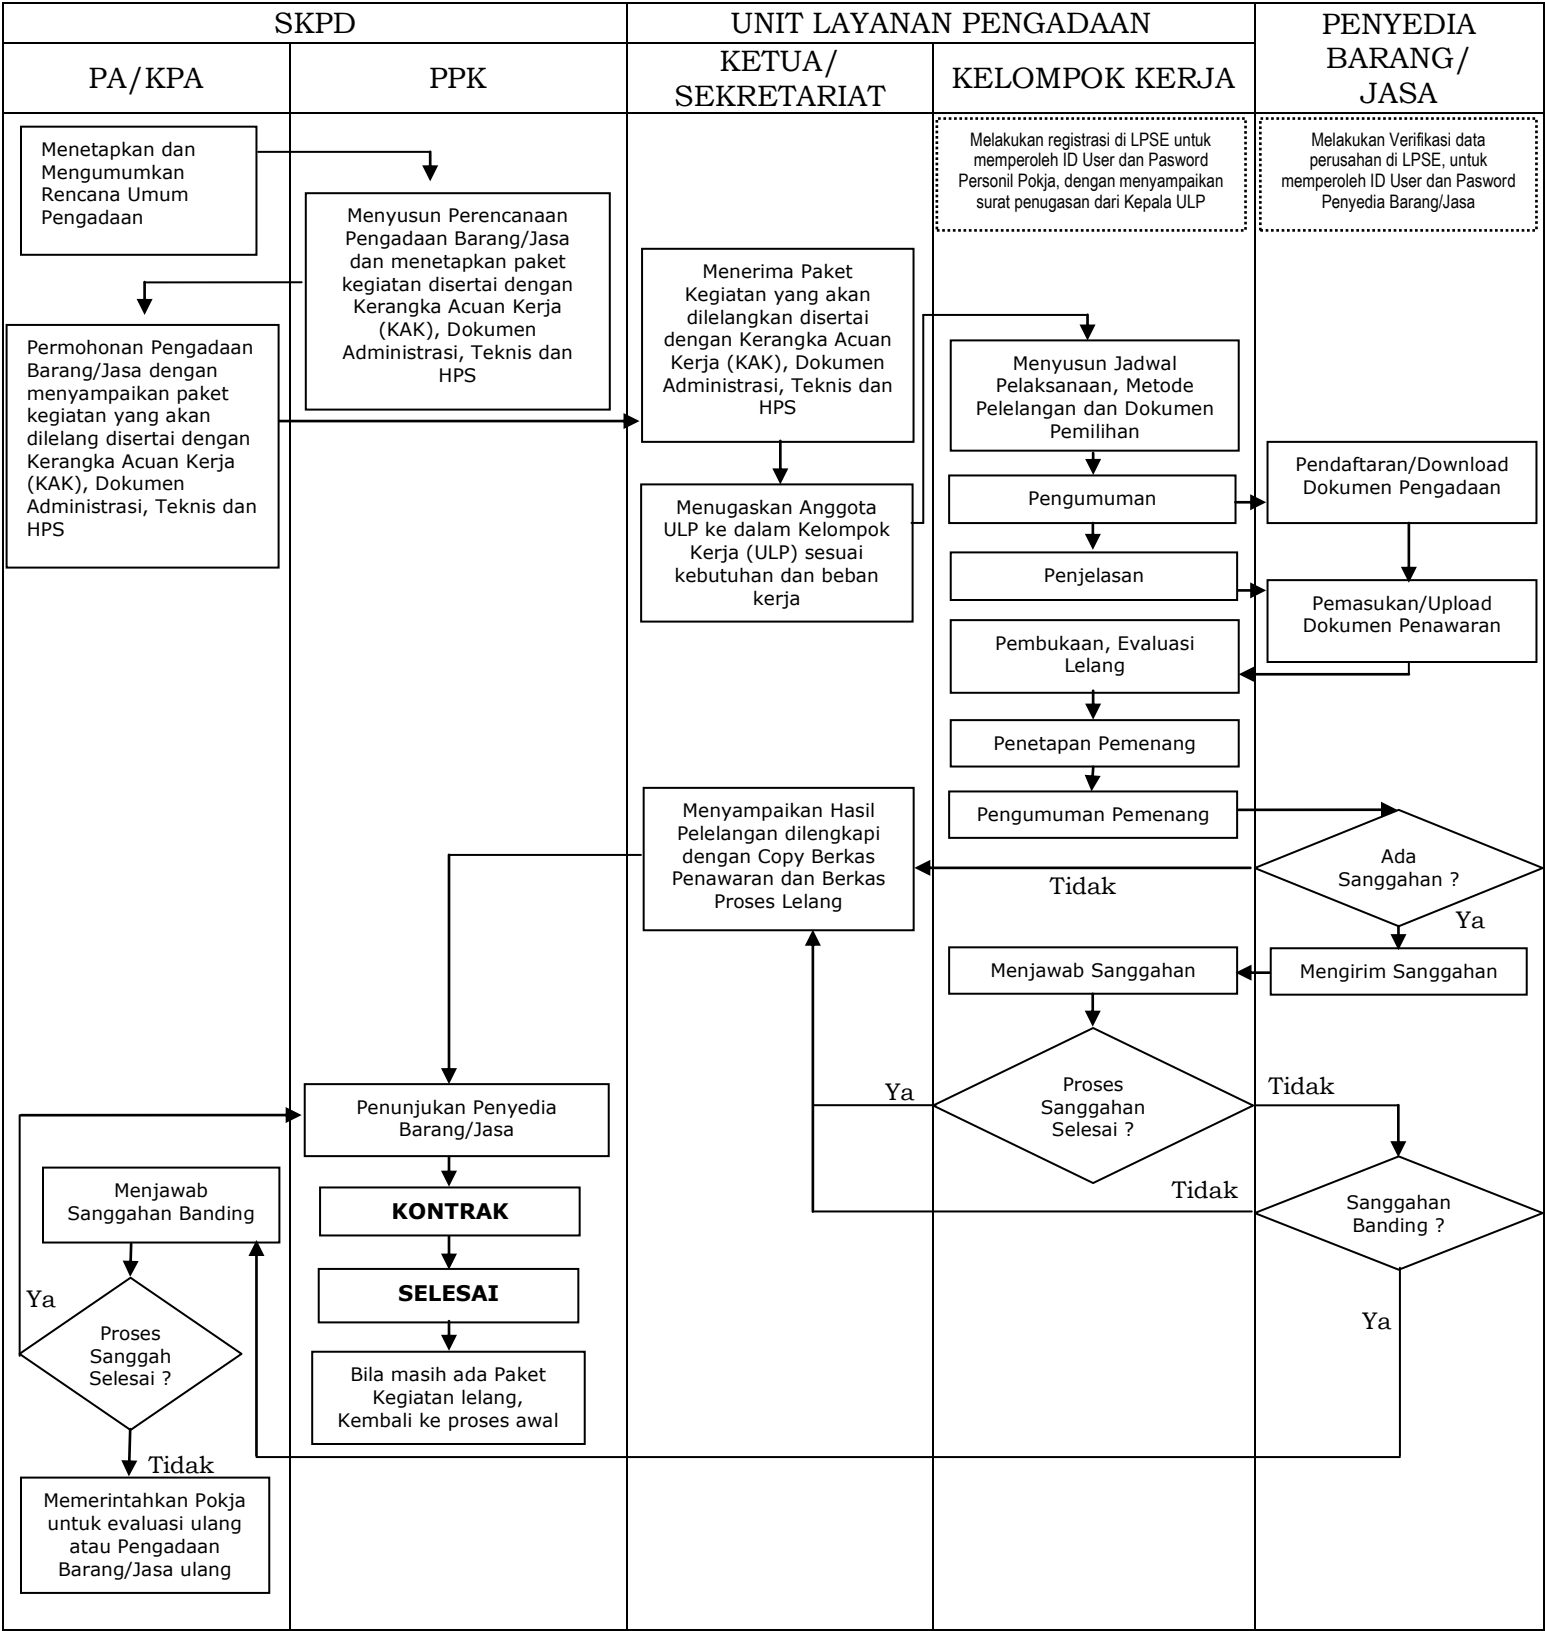 SKPD
UNIT LAYANAN PENGADAAN
PENYEDIA
BARANG/
JASA
PA/KPA
PPK
KETUA/
SEKRETARIAT
KELOMPOK KERJA
Menetapkan dan
Mengumumkan
Rencana Umum
Pengadaan
Menyusun Perencanaan
Pengadaan Barang/Jasa
dan menetapkan paket
kegiatan disertai dengan
Kerangka Acuan Kerja
(KAK), Dokumen
Administrasi, Teknis dan
HPS
Permohonan Pengadaan
Barang/Jasa dengan
menyampaikan paket
kegiatan yang akan
dilelang disertai dengan
Kerangka Acuan Kerja
(KAK), Dokumen
Administrasi, Teknis dan
HPS
Menerima Paket
Kegiatan yang akan
dilelangkan disertai
dengan Kerangka Acuan
Kerja (KAK), Dokumen
Administrasi, Teknis dan
HPS
Menugaskan Anggota
ULP ke dalam Kelompok
Kerja (ULP) sesuai
kebutuhan dan beban
kerja
Melakukan registrasi di LPSE untuk
memperoleh ID User dan Pasword
Personil Pokja, dengan menyampaikan
surat penugasan dari Kepala ULP
Melakukan Verifikasi data
perusahan di LPSE, untuk
memperoleh ID User dan Pasword
Penyedia Barang/Jasa
Menyusun Jadwal
Pelaksanaan, Metode
Pelelangan dan Dokumen
Pemilihan
Pengumuman
Pendaftaran/Download
Dokumen Pengadaan
Penjelasan
Pemasukan/Upload
Dokumen Penawaran
Pembukaan, Evaluasi
Lelang
Penetapan Pemenang
Pengumuman Pemenang
Ada
Sanggahan ?
Tidak
Ya
Menyampaikan Hasil
Pelelangan dilengkapi
dengan Copy Berkas
Penawaran dan Berkas
Proses Lelang
Mengirim Sanggahan
Menjawab Sanggahan
Proses
Sanggahan
Selesai ?
Ya
Tidak
Sanggahan
Banding ?
Tidak
Ya
Penunjukan Penyedia
Barang/Jasa
KONTRAK
SELESAI
Bila masih ada Paket
Kegiatan lelang,
Kembali ke proses awal
Menjawab
Sanggahan Banding
Ya
Proses
Sanggah
Selesai ?
Tidak
Memerintahkan Pokja
untuk evaluasi ulang
atau Pengadaan
Barang/Jasa ulang